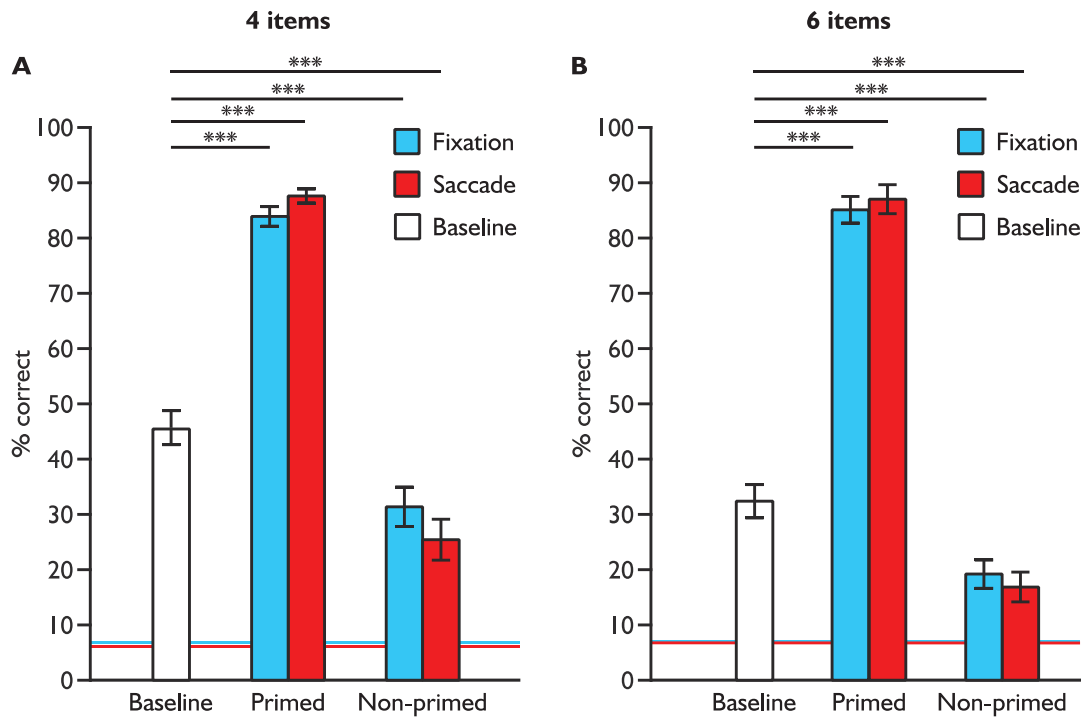 4 items
A
***
***
***
***
% correct
100
90
80
70
60
50
40
30
20
10
0
Fixation
Saccade
Baseline
Baseline
Primed
Non-primed
6 items
B
***
***
***
***
% correct
100
90
80
70
60
50
40
30
20
10
0
Fixation
Saccade
Baseline
Baseline
Primed
Non-primed